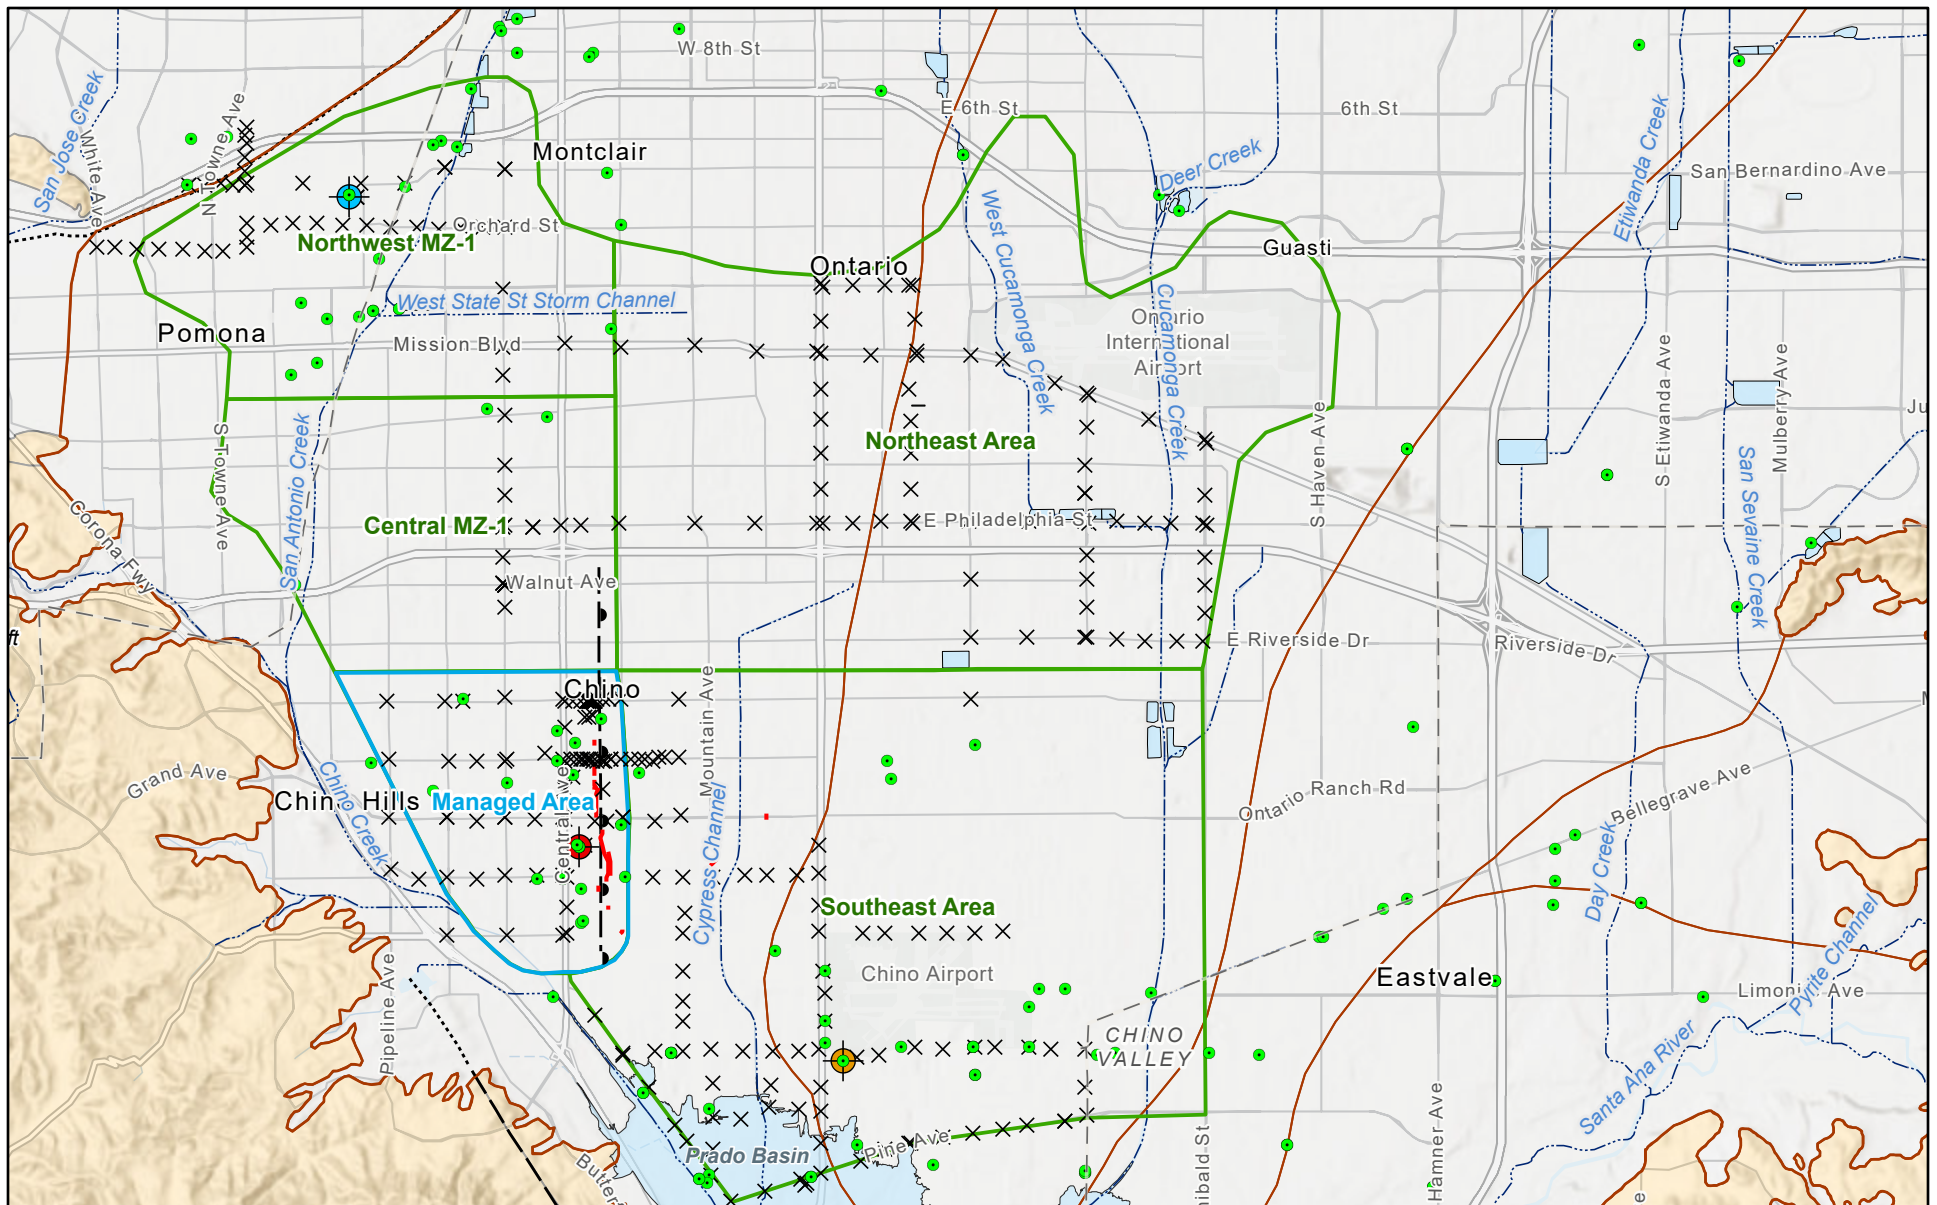 W 8th St
E 6th St
6th St
San Jose Creek
White Ave
N Towne Ave
Montclair
Deer Creek
Etiwanda Creek
San Bernardino Ave
Orchard St
Northwest MZ-1
West Cucamonga Creek
Guasti
Ontario
West State St Storm Channel
Cucamonga Creek
Ontario
International
Airport
Pomona
Mission Blvd
S Etiwanda Ave
Mulberry Ave
Ju
S Towne Ave
San Antonio Creek
Northeast Area
S Haven Ave
San Sevaine Creek
Corona Fwy
Central MZ-1
E Philadelphia St
Walnut Ave
ft
E Riverside Dr
Riverside Dr
Chino
Mountain Ave
Grand Ave
Chino Hills
Managed Area
Chino Creek
Central Ave
Cypress Channel
Ontario Ranch Rd
Bellegrave Ave
Day Creek
Southeast Area
Chino Airport
Eastvale
Limonite Ave
Pyrite Channel
Pipeline Ave
CHINO
VALLEY
Santa Ana River
Prado Basin
Pine Ave
Butter
hibald St
Hamner Ave
e